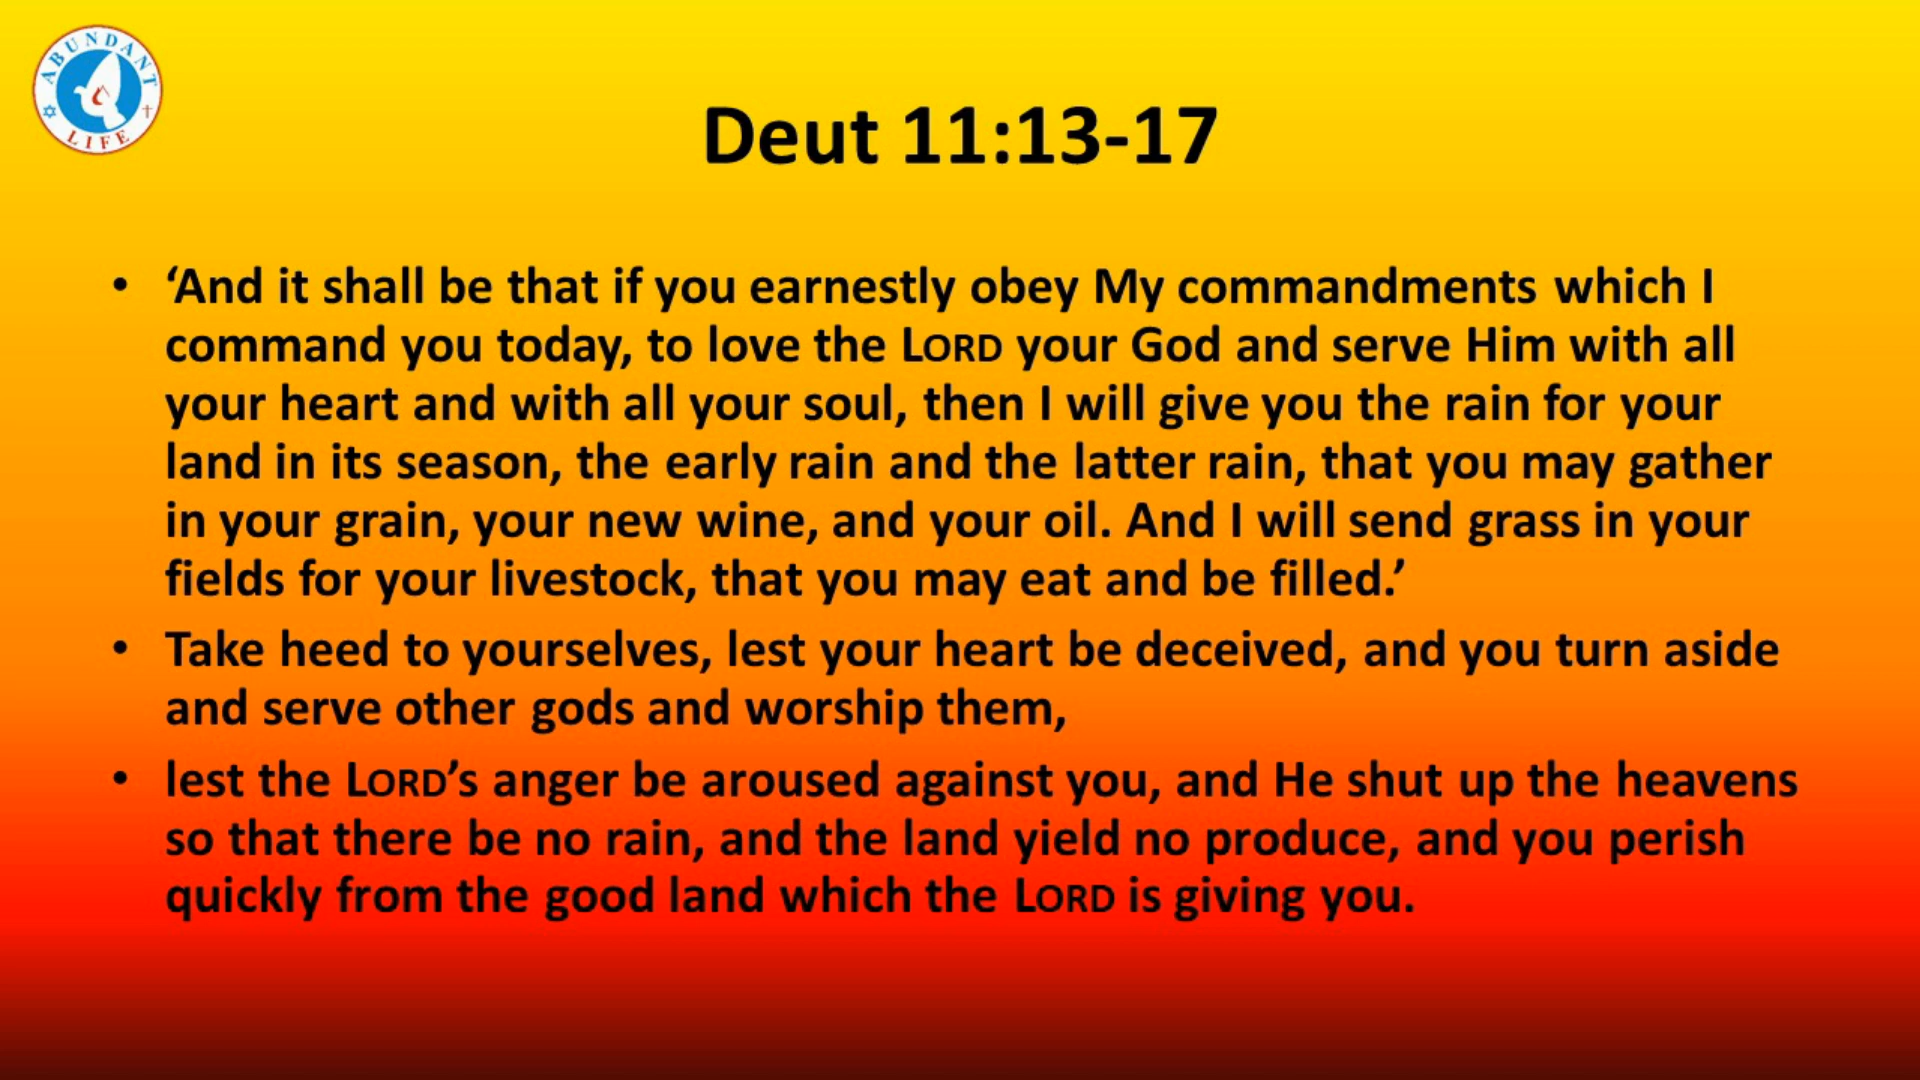 ABUNDANT
LIFE
Deut 11:13-17
• ‘And it shall be that if you earnestly obey My commandments which I
command you today, to love the LORD your God and serve Him with all
your heart and with all your soul, then I will give you the rain for your
land in its season, the early rain and the latter rain, that you may gather
in your grain, your new wine, and your oil. And I will send grass in your
fields for your livestock, that you may eat and be filled.’
• Take heed to yourselves, lest your heart be deceived, and you turn aside
and serve other gods and worship them,
• lest the LORD’s anger be aroused against you, and He shut up the heavens
so that there be no rain, and the land yield no produce, and you perish
quickly from the good land which the LORD is giving you.